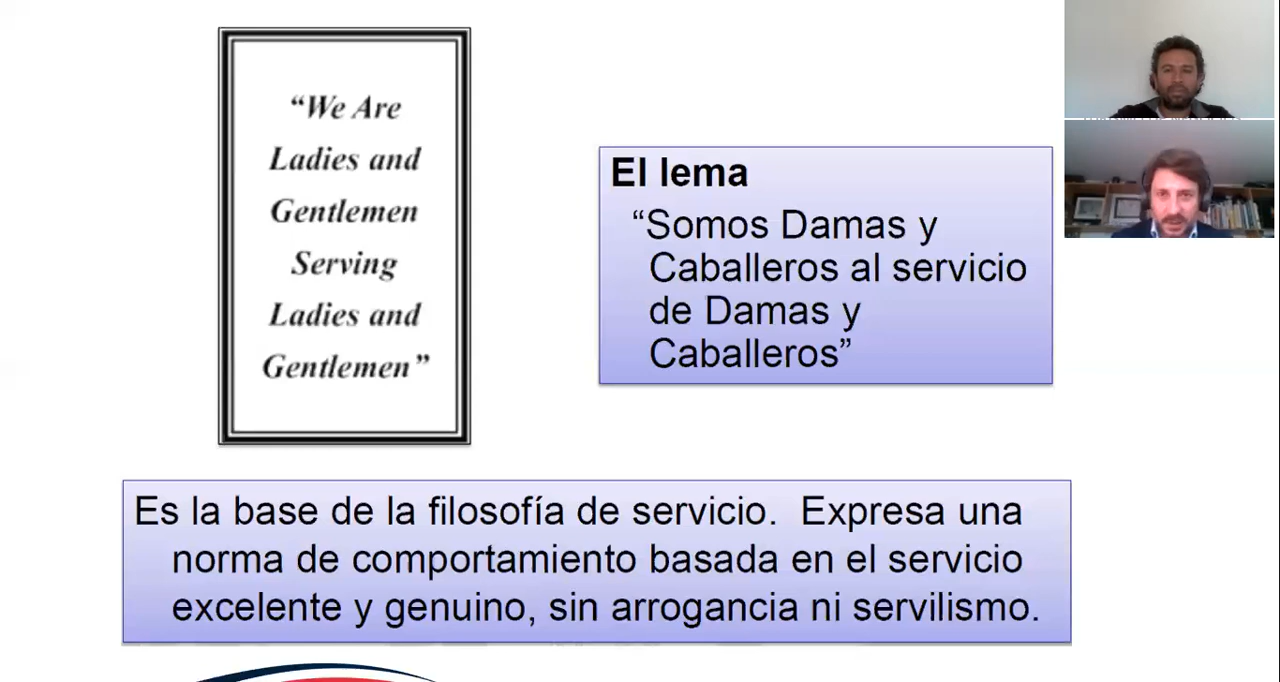 “We Are
Ladies and
Gentlemen
Serving
Ladies and
Gentlemen”
El lema
“Somos Damas y
Caballeros al servicio
de Damas y
Caballeros”
Es la base de la filosofía de servicio.  Expresa una
norma de comportamiento basada en el servicio
excelente y genuino, sin arrogancia ni servilismo.